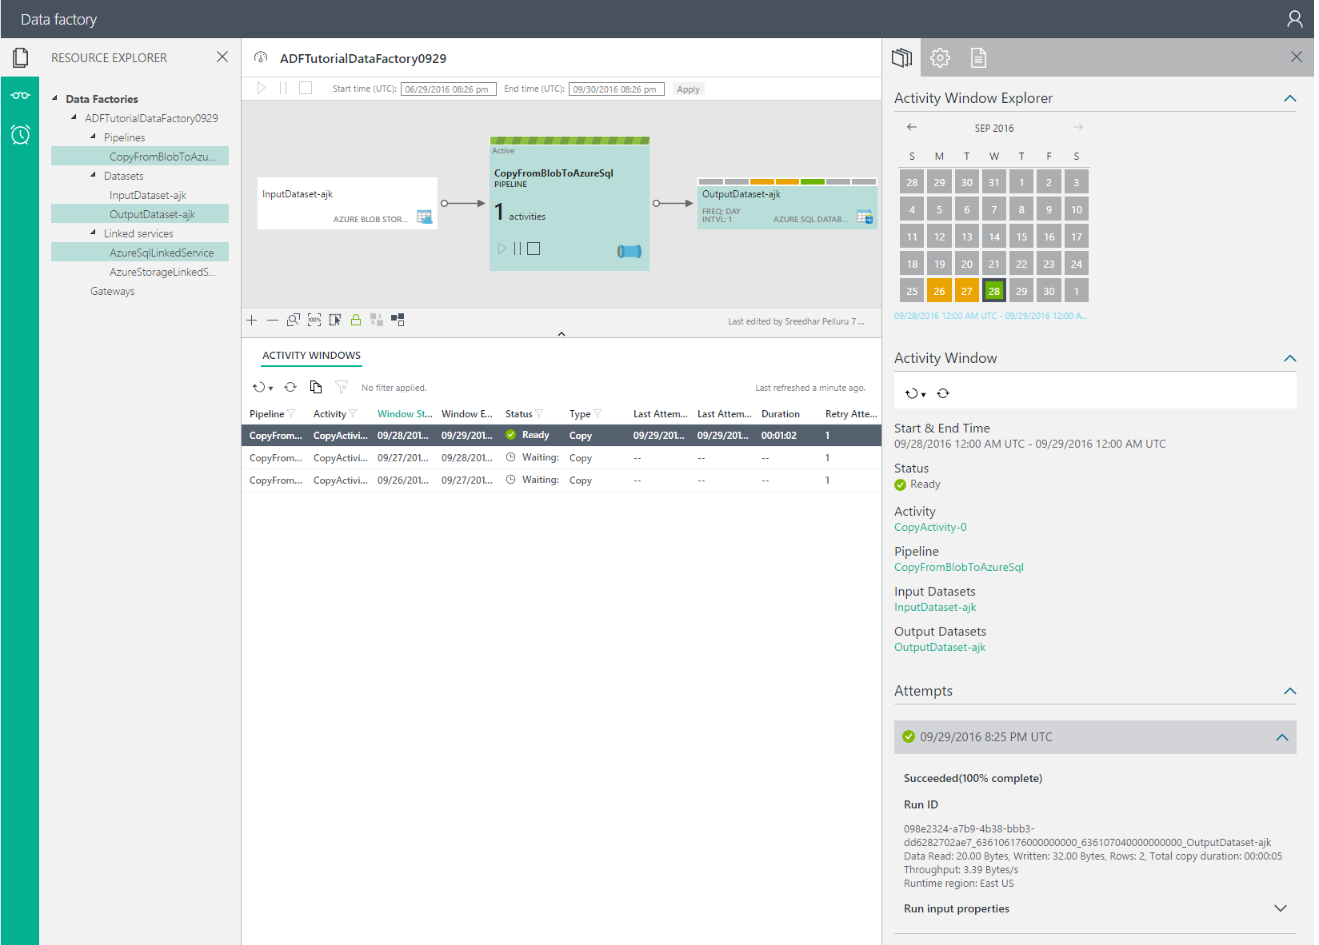 Data factory
RESOURCE EXPLORER
Data Factories
ADFTutorialDataFactory0929
Pipelines
CopyFromBlobToAzu...
Datasets
InputDataset-ajk
OutputDataset-ajk
Linked services
AzureSqlLinkedService
AzureStorageLinkedS...
Gateways
ADFTutorialDataFactory0929
Start time (UTC): 06/29/2016 08:26 pm End time (UTC): 09/30/2016 08:26 pm Apply
InputDataset-ajk
AZURE BLOB STOR...
Active
CopyFromBlobToAzureSql
PIPELINE
1 activities
OutputDataset-ajk
FREQ: DAY
INTVL: 1
AZURE SQL DATAB...
100%
Last edited by Sreedhar Pelluru 7 ...
ACTIVITY WINDOWS
No filter applied.
Last refreshed a minute ago.
Pipeline Activity Window St... Window E... Status Type Last Attem... Last Attem... Duration Retry Atte...
CopyFrom... CopyActivi... 09/28/201... 09/29/201... Ready Copy 09/29/201... 09/29/201... 00:01:02 1
CopyFrom... CopyActivi... 09/27/201... 09/28/201... Waiting: Copy -- -- -- 1
CopyFrom... CopyActivi... 09/26/201... 09/27/201... Waiting: Copy -- -- -- 1
Activity Window Explorer
SEP 2016
S M T W T F S
28 29 30 31 1 2 3
4 5 6 7 8 9 10
11 12 13 14 15 16 17
18 19 20 21 22 23 24
25 26 27 28 29 30 1
09/28/2016 12:00 AM UTC - 09/29/2016 12:00 A...
Activity Window
Start & End Time
09/28/2016 12:00 AM UTC - 09/29/2016 12:00 AM UTC
Status
Ready
Activity
CopyActivity-0
Pipeline
CopyFromBlobToAzureSql
Input Datasets
InputDataset-ajk
Output Datasets
OutputDataset-ajk
Attempts
09/29/2016 8:25 PM UTC
Succeeded(100% complete)
Run ID
098e2324-a7b9-4b38-bbb3-
dd6282702ae7_636106176000000000_636107040000000000_OutputDataset-ajk
Data Read: 20.00 Bytes, Written: 32.00 Bytes, Rows: 2, Total copy duration: 00:00:05
Throughput: 3.39 Bytes/s
Runtime region: East US
Run input properties